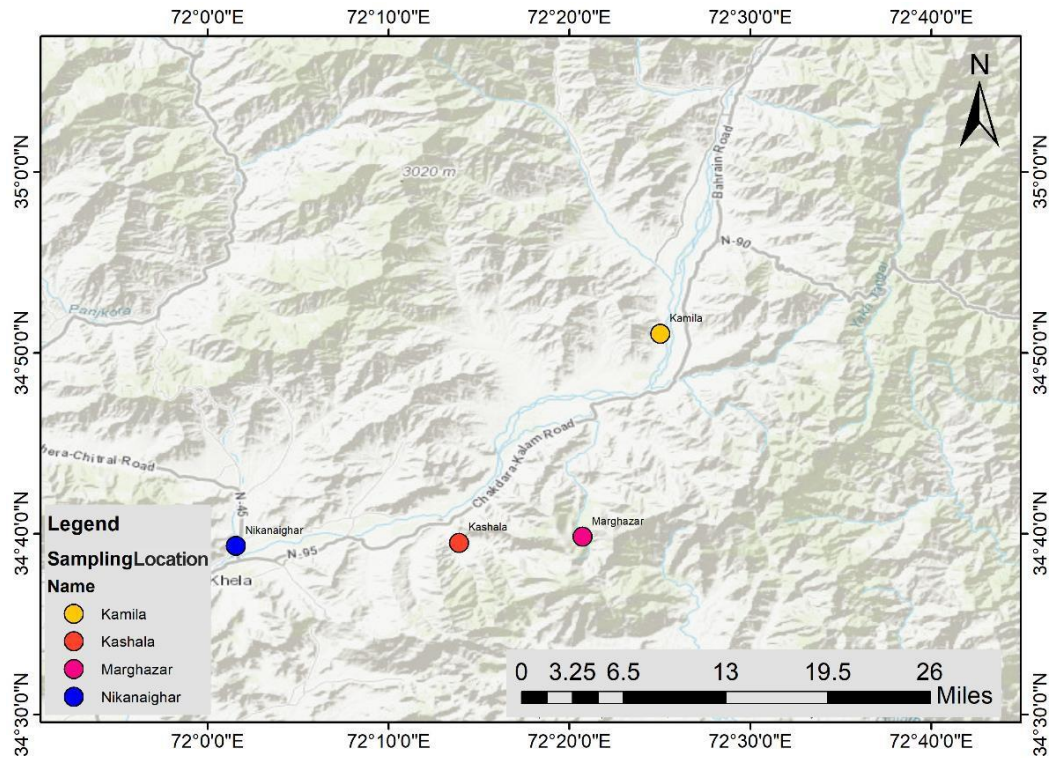 72°0'0"E 72°10'0"E 72°20'0"E 72°30'0"E 72°40'0"E
N
35°0'0"N
35°0'0"N
3020 m
Bahrain Road
N-90
Panjkora
Kamila
34°50'0"N
34°50'0"N
Chakdara-Kalam Road
hera-Chitral-Road
N-45
Nikanaighar
Kashala
Marghazar
34°40'0"N
34°40'0"N
N-95
Khela
Legend
SamplingLocation
Name
Kamila
Kashala
Marghazar
Nikanaighar
0 3.25 6.5 13 19.5 26
Miles
34°30'0"N
34°30'0"N
72°0'0"E 72°10'0"E 72°20'0"E 72°30'0"E 72°40'0"E